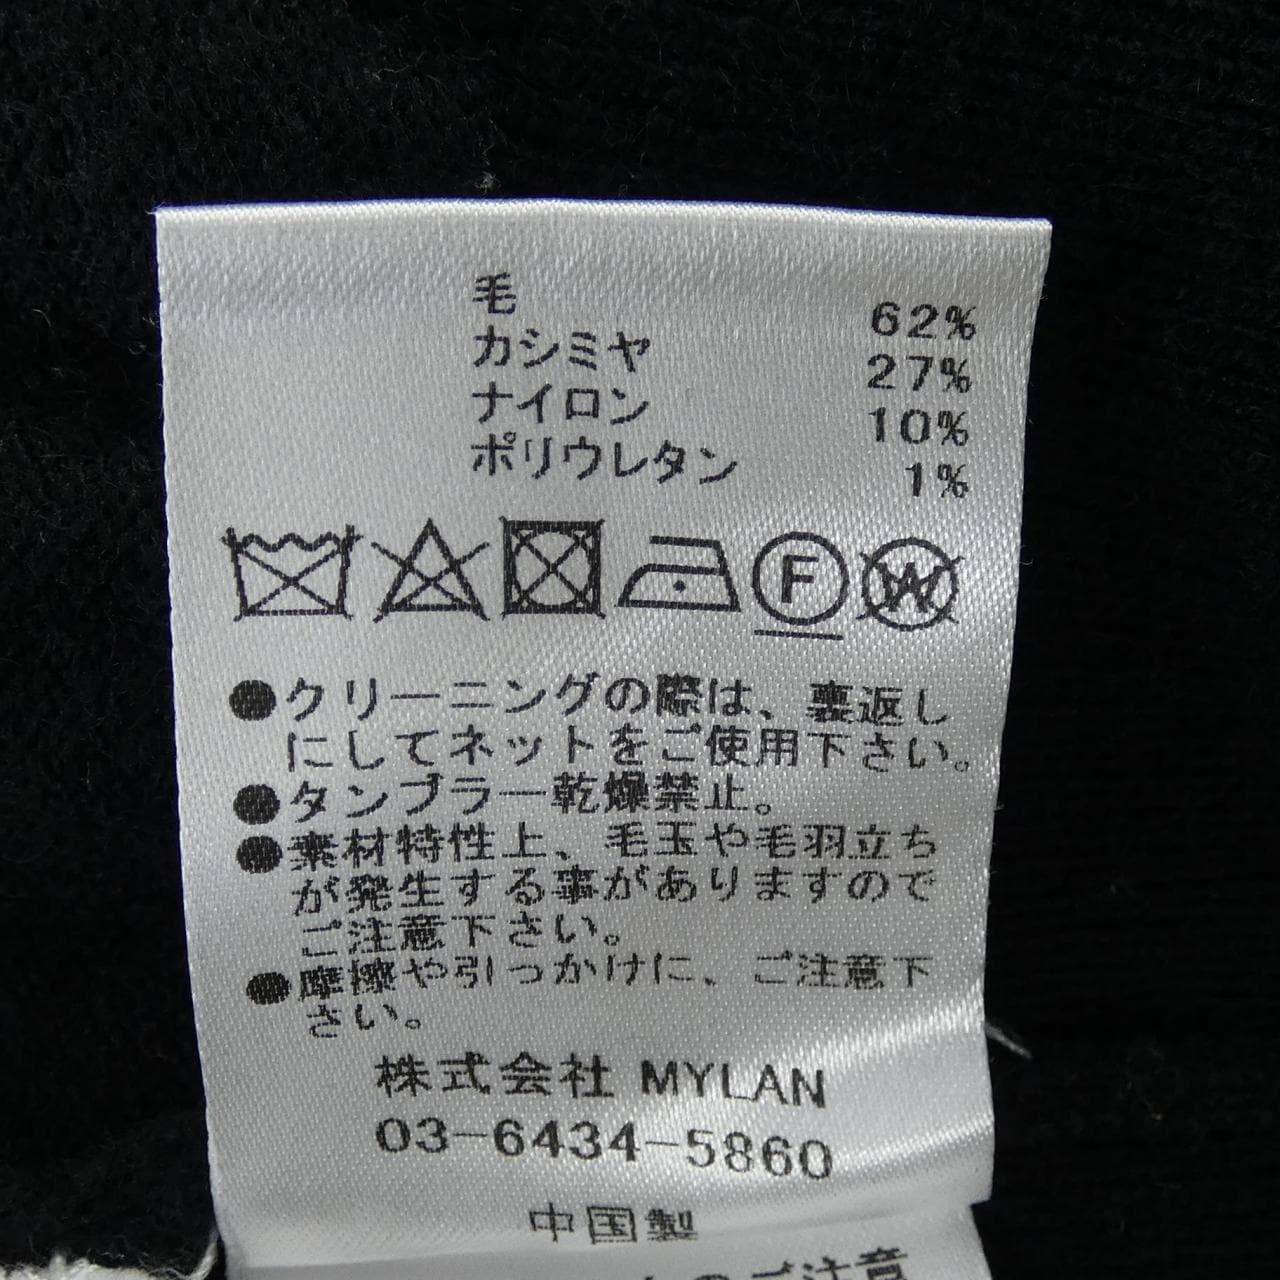 毛 62%
カシミヤ 27%
ナイロン 10%
ポリウレタン 1%
F W
●クリーニングの際は、裏返し
にしてネットをご使用下さい。
●タンブラー乾燥禁止。
●素材特性上、毛玉や毛羽立ち
が発生する事がありますので
ご注意下さい。
●摩擦や引っかけに、ご注意下
さい。
株式会社 MYLAN
03-6434-5860
中国製
のご注意